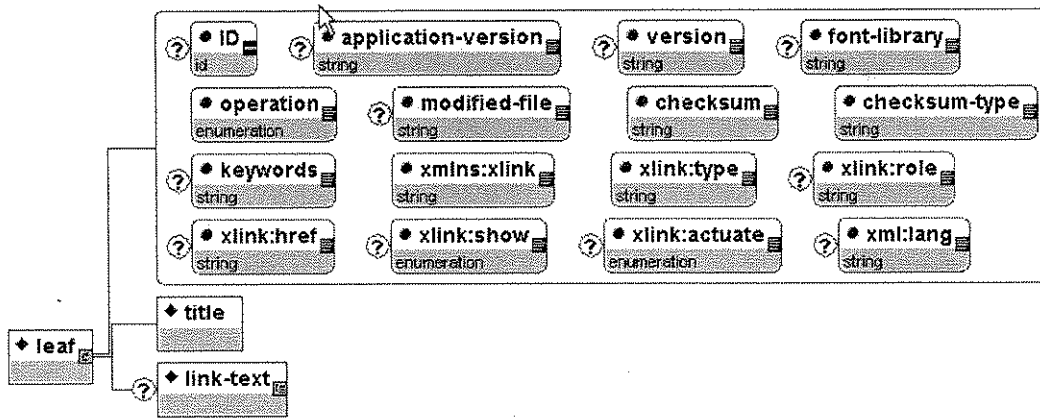 ? ID id ? application-version string ? version string ? font-library string
operation enumeration ? modified-file string checksum string checksum-type string
? keywords string xmlns:xlink string xlink:type string ? xlink:role string
? xlink:href string ? xlink:show enumeration ? xlink:actuate enumeration ? xml:lang string
title
leaf
? link-text